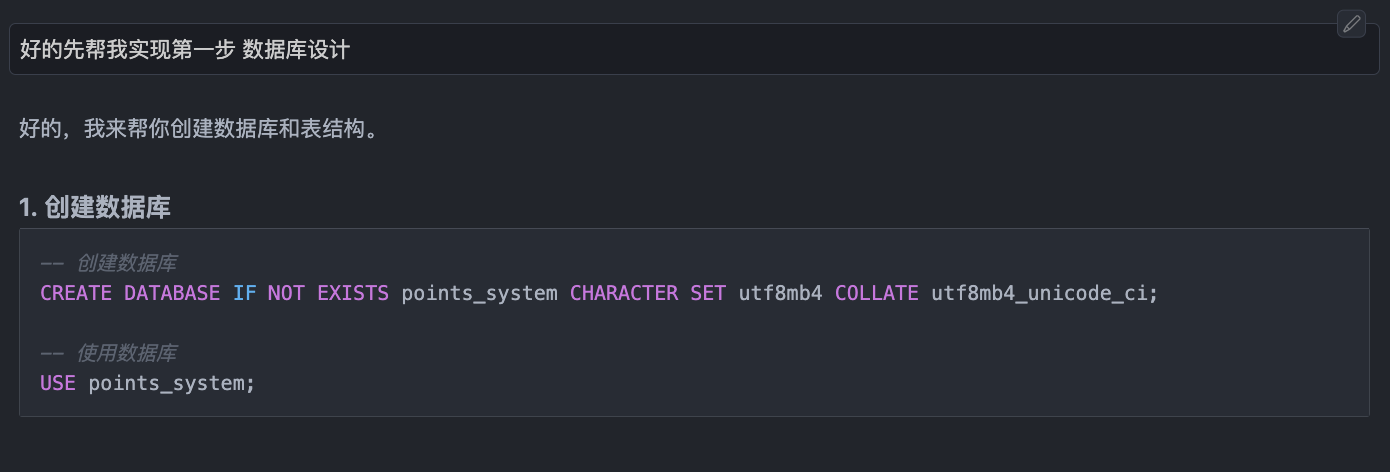 好的先帮我实现第一步 数据库设计
好的，我来帮你创建数据库和表结构。
1. 创建数据库
-- 创建数据库
CREATE DATABASE IF NOT EXISTS points_system CHARACTER SET utf8mb4 COLLATE utf8mb4_unicode_ci;
-- 使用数据库
USE points_system;